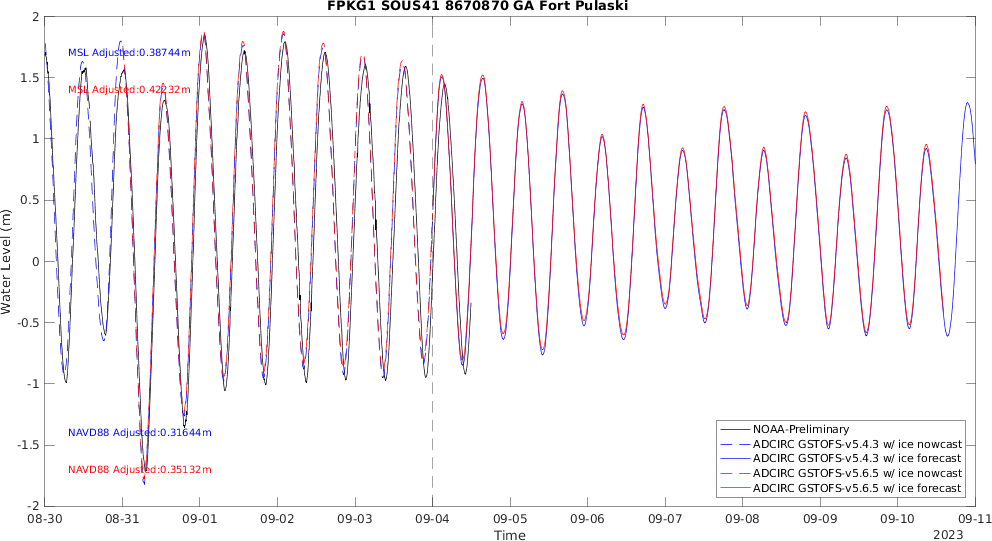 FPKG1 SOUS41 8670870 GA Fort Pulaski
2
1.5
1
0.5
0
-0.5
-1
-1.5
-2
Water Level (m)
MSL Adjusted:0.38744m
MSL Adjusted:0.42232m
NAVD88 Adjusted:0.31644m
NAVD88 Adjusted:0.35132m
NOAA-Preliminary
ADCIRC GSTOFS-v5.4.3 w/ ice nowcast
ADCIRC GSTOFS-v5.4.3 w/ ice forecast
ADCIRC GSTOFS-v5.6.5 w/ ice nowcast
ADCIRC GSTOFS-v5.6.5 w/ ice forecast
08-30 08-31 09-01 09-02 09-03 09-04 09-05 09-06 09-07 09-08 09-09 09-10 09-11
Time
2023